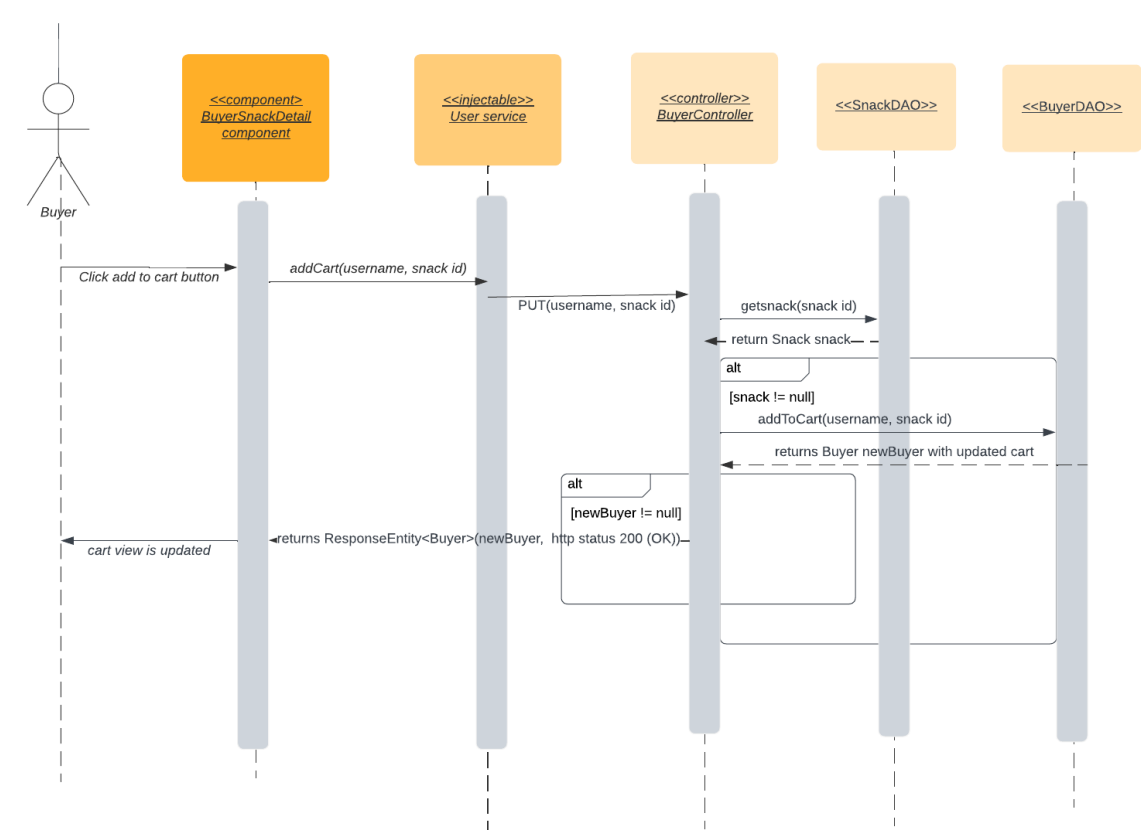 <<component>
BuyerSnackDetail
component
<<injectable>>
User service
<<controller>>
BuyerController
<<SnackDAO>>
<<BuyerDAO>>
Buyer
Click add to cart button
addCart(username, snack id)
PUT(username, snack id)
getsnack(snack id)
return Snack snack
alt
[snack != null]
addToCart(username, snack id)
returns Buyer newBuyer with updated cart
alt
[newBuyer != null]
returns ResponseEntity<Buyer>(newBuyer, http status 200 (OK))
cart view is updated